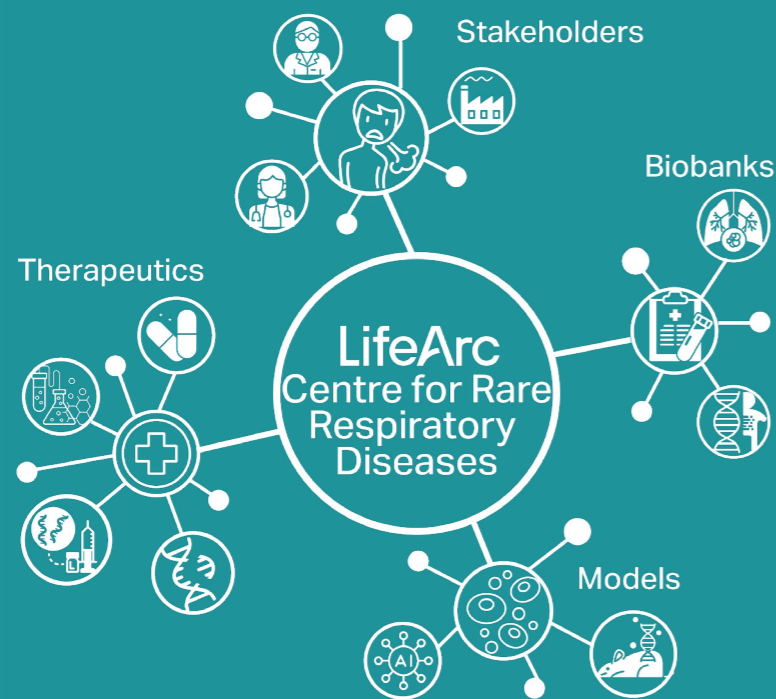 Stakeholders
Biobanks
Therapeutics
LifeArc
Centre for Rare
Respiratory
Diseases
Models
AI
L